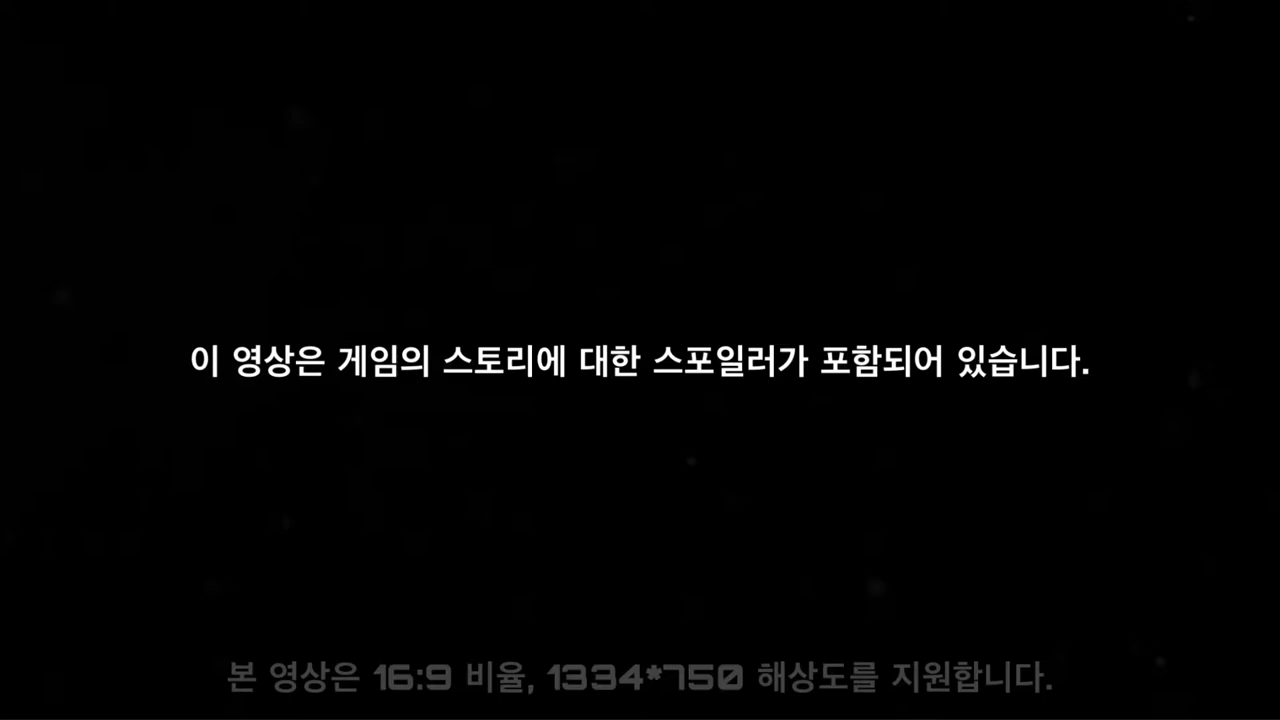 이 영상은 게임의 스토리에 대한 스포일러가 포함되어 있습니다.
본 영상은 16:9 비율, 1334*750 해상도를 지원합니다.